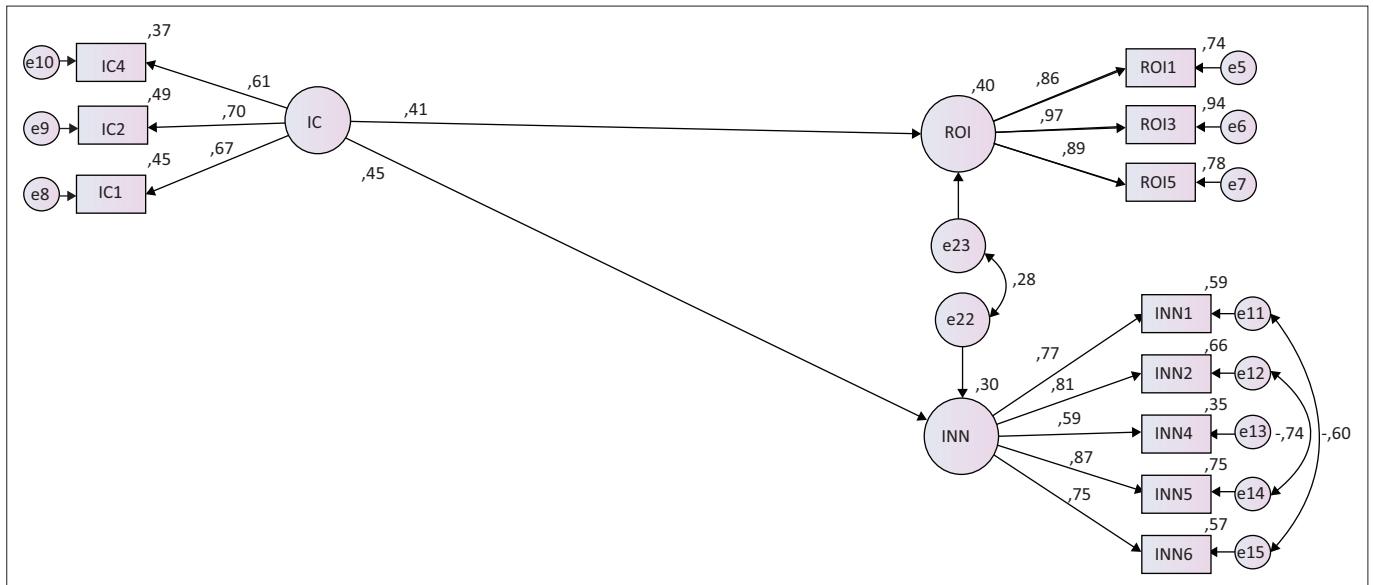 ,37
e10
IC4
,61
,49
e9
IC2
,70
,45
e8
IC1
,67
IC
,41
,45
,40
ROI
,86
,97
,89
,74
ROI1
e5
,94
ROI3
e6
,78
ROI5
e7
e23
,28
e22
,30
INN
,77
,81
,59
,87
,75
,59
INN1
e11
,66
INN2
e12
,35
INN4
e13
-,74
-,60
,75
INN5
e14
,57
INN6
e15